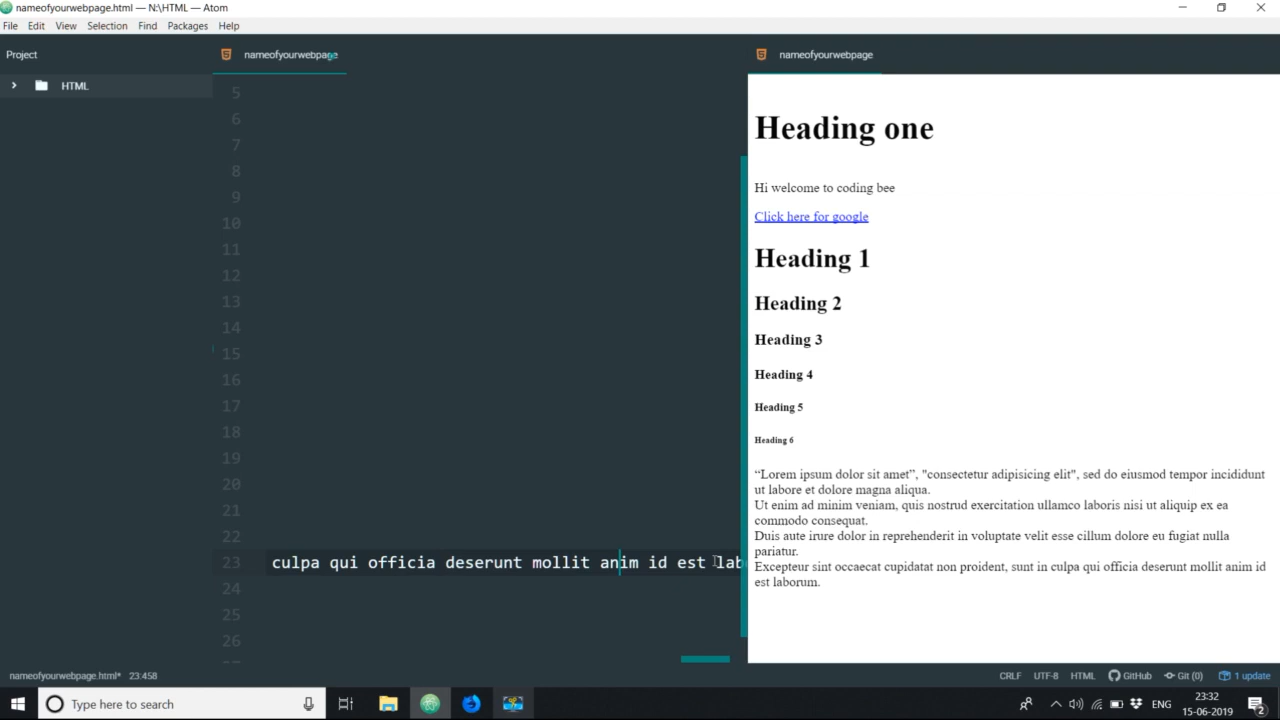 nameofyourwebpage.html — N:\HTML — Atom
File Edit View Selection Find Packages Help
Project
HTML
nameofyourwebpage
5
6
7
8
9
10
11
12
13
14
15
16
17
18
19
20
21
22
23 culpa qui officia deserunt mollit anim id est lab
24
25
26
nameofyourwebpage
Heading one
Hi welcome to coding bee
Click here for google
Heading 1
Heading 2
Heading 3
Heading 4
Heading 5
Heading 6
“Lorem ipsum dolor sit amet”, "consectetur adipisicing elit", sed do eiusmod tempor incididunt
ut labore et dolore magna aliqua.
Ut enim ad minim veniam, quis nostrud exercitation ullamco laboris nisi ut aliquip ex ea
commodo consequat.
Duis aute irure dolor in reprehenderit in voluptate velit esse cillum dolore eu fugiat nulla
pariatur.
Excepteur sint occaecat cupidatat non proident, sunt in culpa qui officia deserunt mollit anim id
est laborum.
nameofyourwebpage.html* 23:458
CRLF UTF-8 HTML GitHub Git (0) 1 update
Type here to search
ENG
23:32
15-06-2019
2